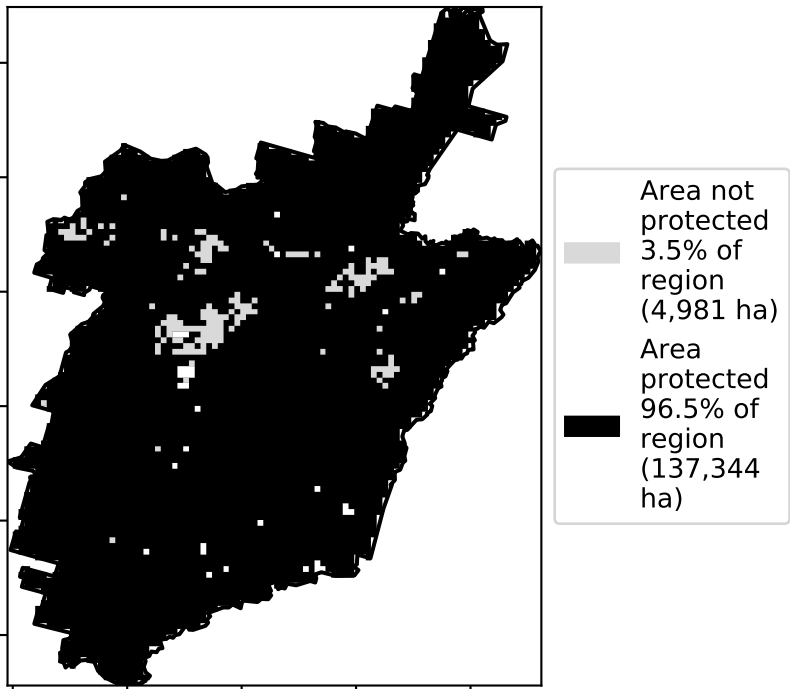 Area not
protected
3.5% of
region
(4,981 ha)
Area
protected
96.5% of
region
(137,344
ha)